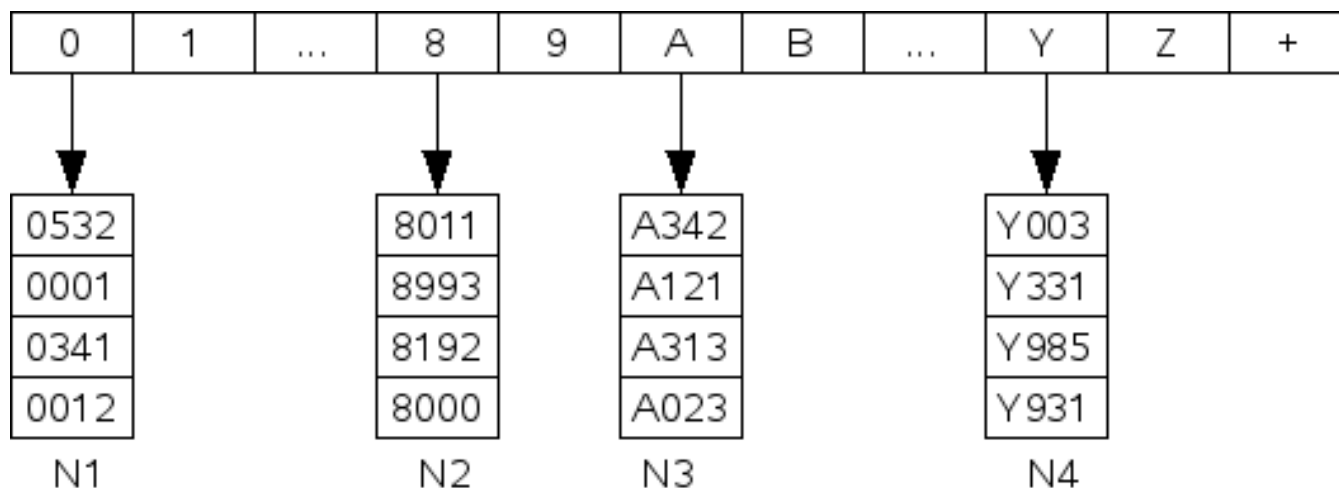 0 1 ... 8 9 A B ... Y Z +
0532 8011 A342 Y003
0001 8993 A121 Y331
0341 8192 A313 Y985
0012 8000 A023 Y931
N1 N2 N3 N4